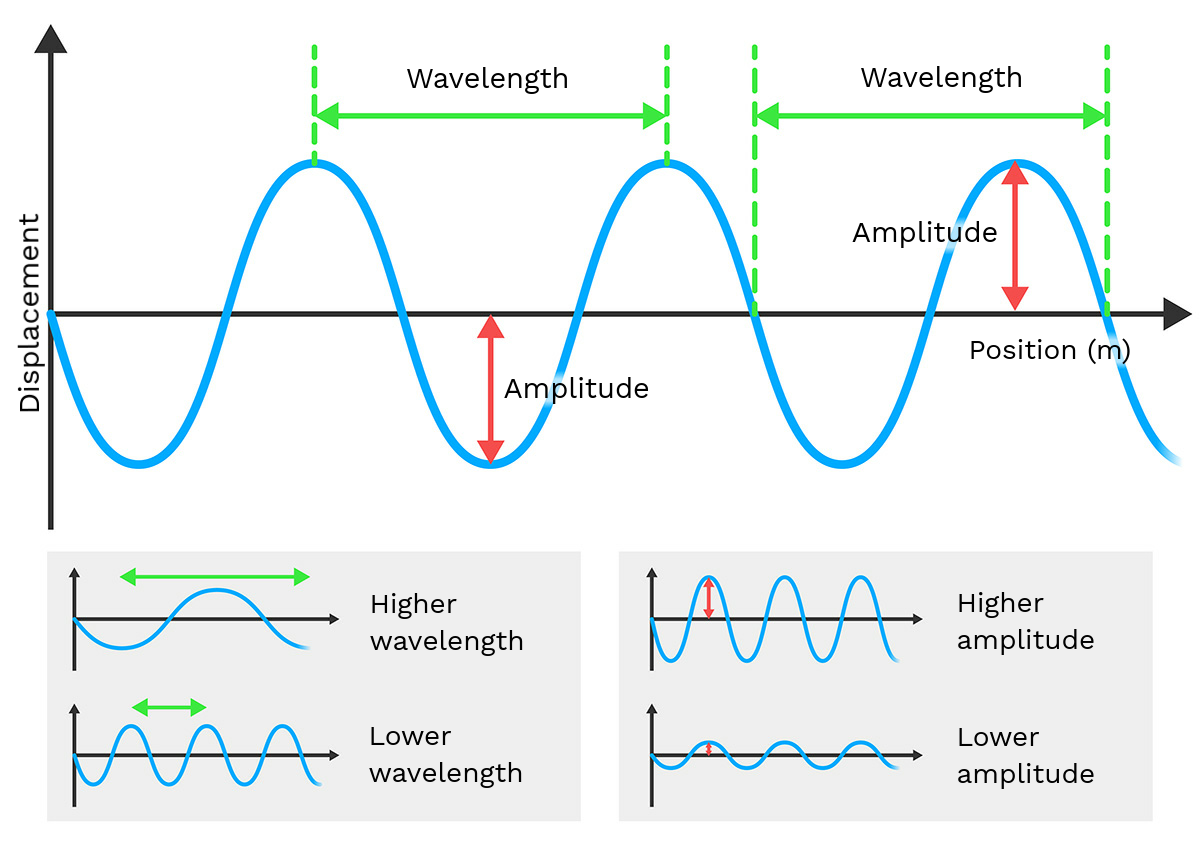 Wavelength
Wavelength
Displacement
Amplitude
Position (m)
Amplitude
Higher
wavelength
Lower
wavelength
Higher
amplitude
Lower
amplitude